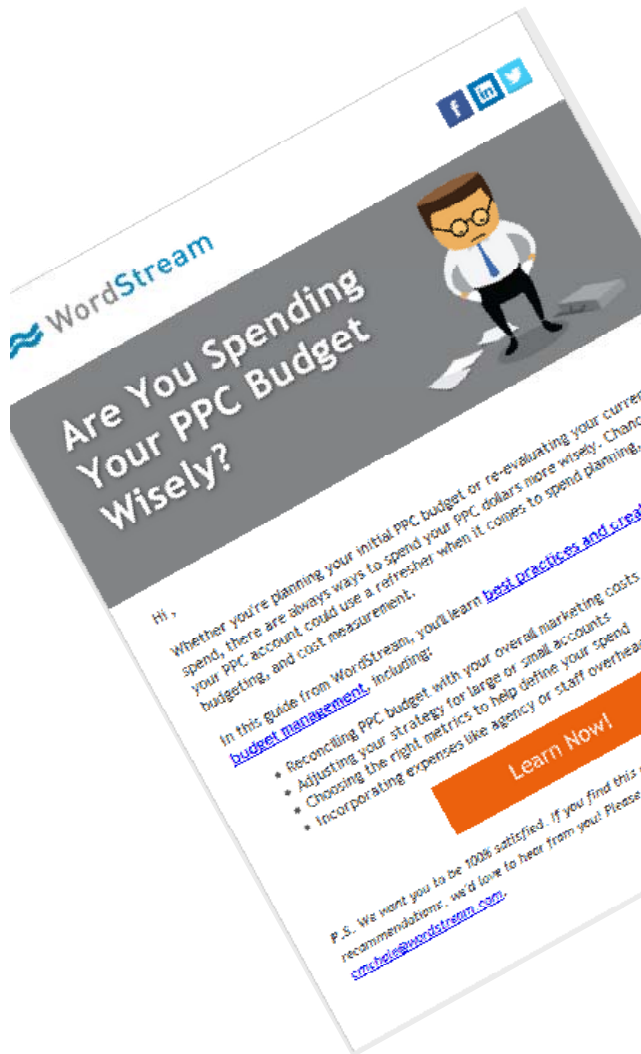 f in
WordStream
Are You Spending
Your PPC Budget
Wisely?
Hi ,
Whether you're planning your initial PPC budget or re-evaluating your
spend, there are always ways to spend your PPC dollars more wisely.
your PPC account could use a refresher when it comes to spend planning,
budgeting, and cost measurement.
In this guide from WordStream, you'll learn best practices and
budget management, including:
• Reconciling PPC budget with your overall marketing costs
• Adjusting your strategy for large or small accounts
• Choosing the right metrics to help define your spend
• Incorporating expenses like agency or staff
Learn Now!
P.S. We want you to be 100% satisfied. If you find this
recommendations, we'd love to hear from you! Please